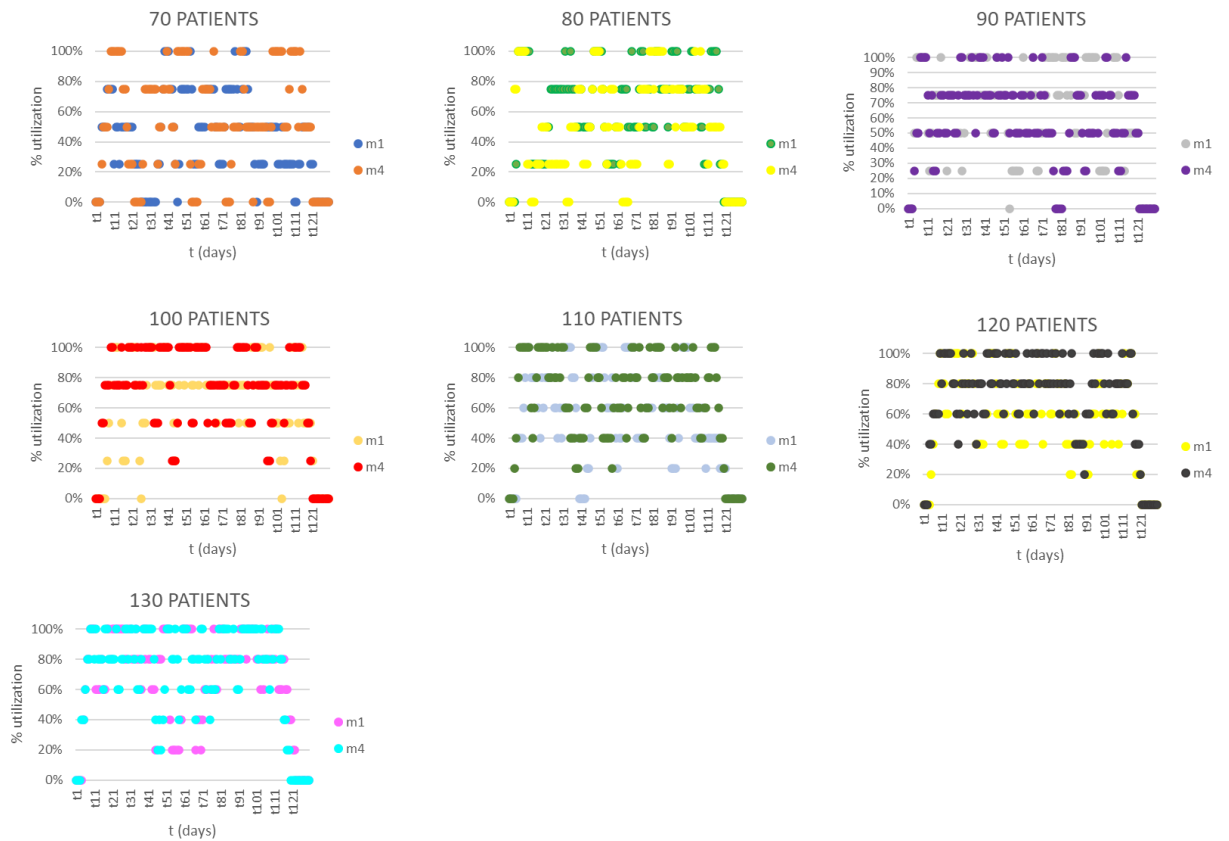 70 PATIENTS
100%
80%
60%
40%
20%
0%
% utilization
t1
t11
t21
t31
t41
t51
t61
t71
t81
t91
t101
t111
t121
t (days)
m1
m4
80 PATIENTS
100%
80%
60%
40%
20%
0%
% utilization
t1
t11
t21
t31
t41
t51
t61
t71
t81
t91
t101
t111
t121
t (days)
m1
m4
90 PATIENTS
100%
90%
80%
70%
60%
50%
40%
30%
20%
10%
0%
% utilization
t1
t11
t21
t31
t41
t51
t61
t71
t81
t91
t101
t111
t121
t (days)
m1
m4
100 PATIENTS
100%
80%
60%
40%
20%
0%
% utilization
t1
t11
t21
t31
t41
t51
t61
t71
t81
t91
t101
t111
t121
t (days)
m1
m4
110 PATIENTS
100%
80%
60%
40%
20%
0%
% utilization
t1
t11
t21
t31
t41
t51
t61
t71
t81
t91
t101
t111
t121
t (days)
m1
m4
120 PATIENTS
100%
80%
60%
40%
20%
0%
% utilization
t1
t11
t21
t31
t41
t51
t61
t71
t81
t91
t101
t111
t121
t (days)
m1
m4
130 PATIENTS
100%
80%
60%
40%
20%
0%
% utilization
t1
t11
t21
t31
t41
t51
t61
t71
t81
t91
t101
t111
t121
t (days)
m1
m4